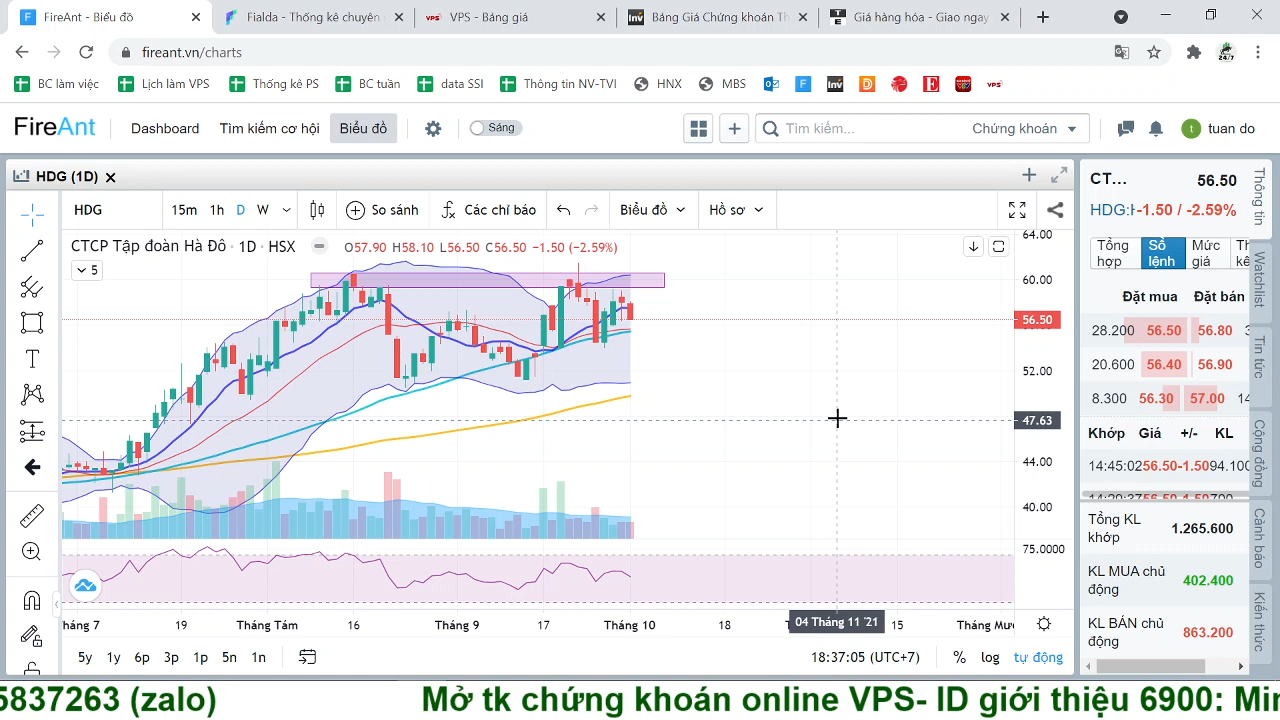 FireAnt - Biểu đồ
Fialda - Thống kê chuyển
VPS - Bảng giá
Bảng Giá Chứng khoán Th
Giá hàng hóa - Giao ngay
fireant.vn/charts
BC làm việc
Lịch làm VPS
Thống kê PS
BC tuần
data SSI
Thông tin NV-TVI
HNX
MBS
FireAnt
Dashboard
Tìm kiếm cơ hội
Biểu đồ
Sáng
Tìm kiếm...
Chứng khoán
tuan do
HDG (1D)
HDG
15m 1h D W
So sánh
Các chỉ báo
Biểu đồ
Hồ sơ
CTCP Tập đoàn Hà Đô · 1D · HSX
O57.90 H58.10 L56.50 C56.50 −1.50 (−2.59%)
5
64.00
60.00
56.50
52.00
47.63
44.00
40.00
75.0000
háng 7
19
Tháng Tám
16
Tháng 9
17
Tháng 10
18
04 Tháng 11 '21
15
Tháng Mươ
5y 1y 6p 3p 1p 5n 1n
18:37:05 (UTC+7)
% log tự động
CT...
56.50
HDG:H
-1.50 / -2.59%
Tổng hợp
Sổ lệnh
Mức giá
Đặt mua Đặt bán
28.200 56.50 56.80
20.600 56.40 56.90
8.300 56.30 57.00 14
Khớp Giá +/- KL
14:45:02 56.50 -1.50 94.100
Tổng KL khớp
1.265.600
KL MUA chủ động
402.400
KL BÁN chủ động
863.200
Thông tin
Watchlist
Tin tức
Cộng đồng
Cảnh báo
Kiến thức
5837263 (zalo)
Mở tk chứng khoán online VPS- ID giới thiệu 6900: Min